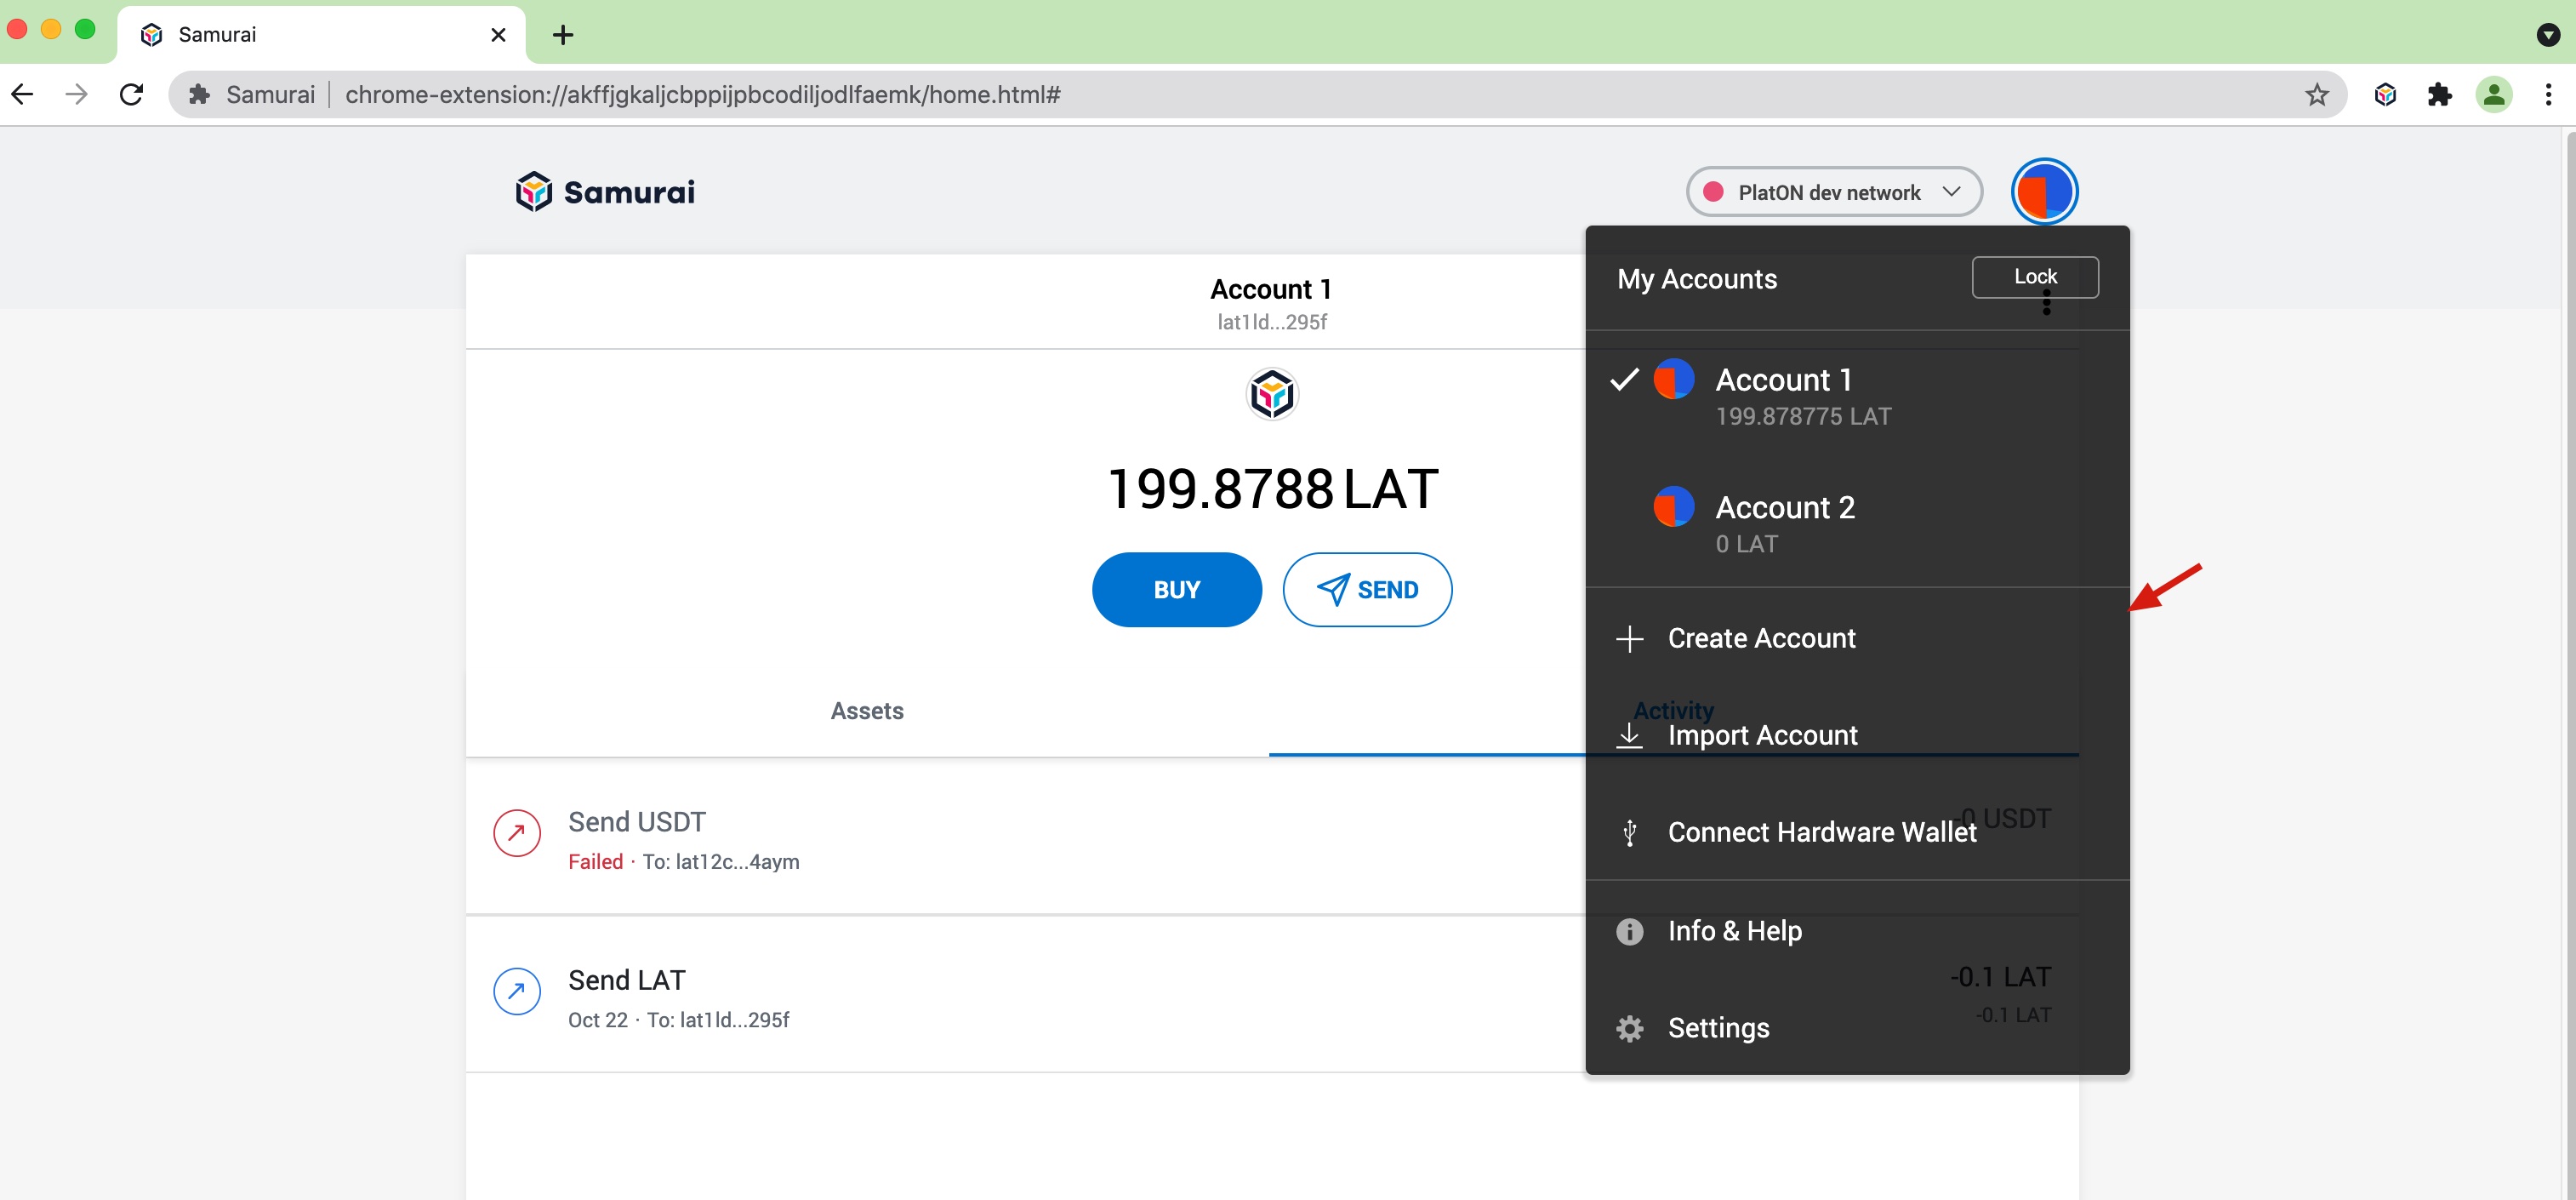 Samurai
Samurai
chrome-extension://akffjgkaljcbppijpbcodiljodlfaemk/home.html#
Samurai
PlatON dev network
Account 1
lat1ld...295f
199.8788 LAT
BUY
SEND
Assets
Activity
Send USDT
Failed · To: lat12c...4aym
-0 USDT
Send LAT
Oct 22 · To: lat1ld...295f
-0.1 LAT
-0.1 LAT
My Accounts
Lock
Account 1
199.878775 LAT
Account 2
0 LAT
Create Account
Import Account
Connect Hardware Wallet
Info & Help
Settings